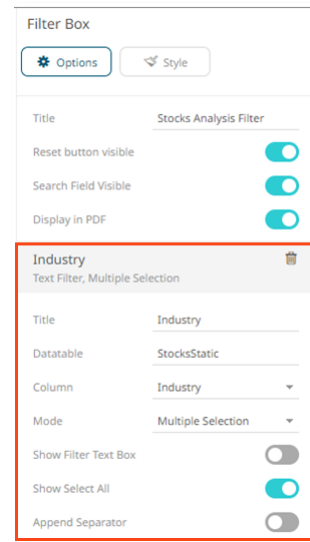 Filter Box
Options
Style
Title Stocks Analysis Filter
Reset button visible
Search Field Visible
Display in PDF
Industry
Text Filter, Multiple Selection
Title Industry
Datatable StocksStatic
Column Industry
Mode Multiple Selection
Show Filter Text Box
Show Select All
Append Separator